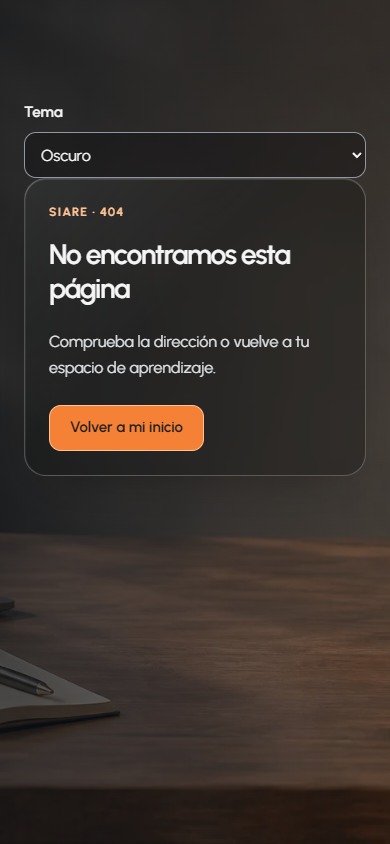 Tema
Oscuro
SIARE · 404
No encontramos esta
página
Comprueba la dirección o vuelve a tu
espacio de aprendizaje.
Volver a mi inicio